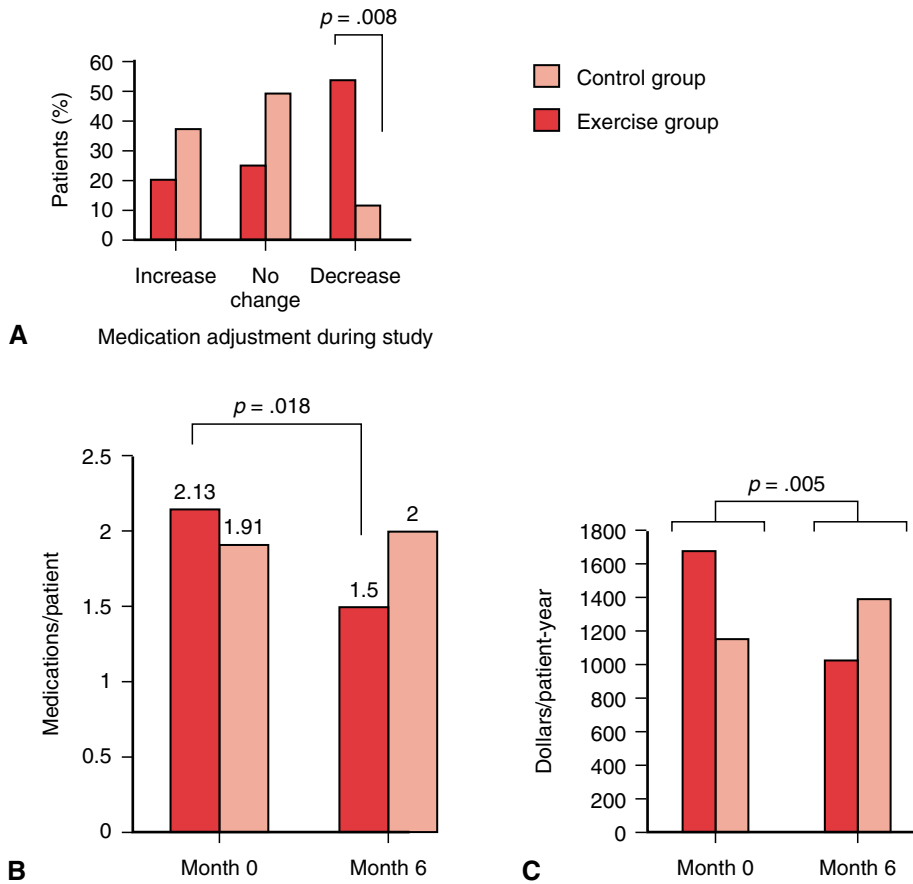 p = .008
60
50
40
30
20
10
0
Patients (%)
Increase
No change
Decrease
A
Medication adjustment during study
Control group
Exercise group
p = .018
2.5
2
1.5
1
0.5
0
Medications/patient
2.13
1.91
1.5
2
Month 0
Month 6
B
p = .005
1800
1600
1400
1200
1000
800
600
400
200
0
Dollars/patient-year
Month 0
Month 6
C